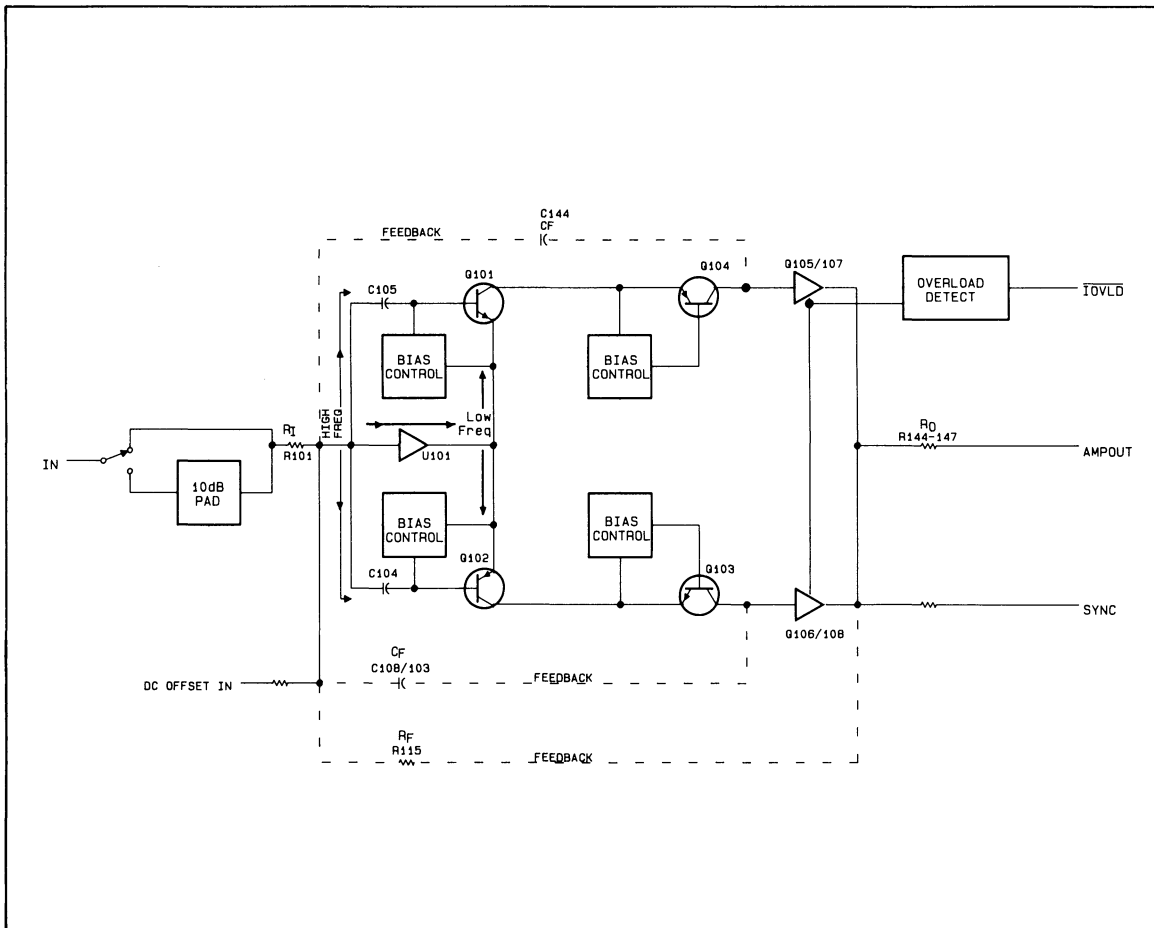 C144
CF
FEEDBACK
Q101
Q104
Q105/107
C105
OVERLOAD
DETECT
IOVLD
BIAS
CONTROL
BIAS
CONTROL
HIGH
FREQ
Low
Freq
RI
R101
U101
RO
R144-147
AMPOUT
IN
10dB
PAD
BIAS
CONTROL
BIAS
CONTROL
Q102
Q103
C104
SYNC
Q106/108
CF
C108/103
FEEDBACK
DC OFFSET IN
RF
R115
FEEDBACK